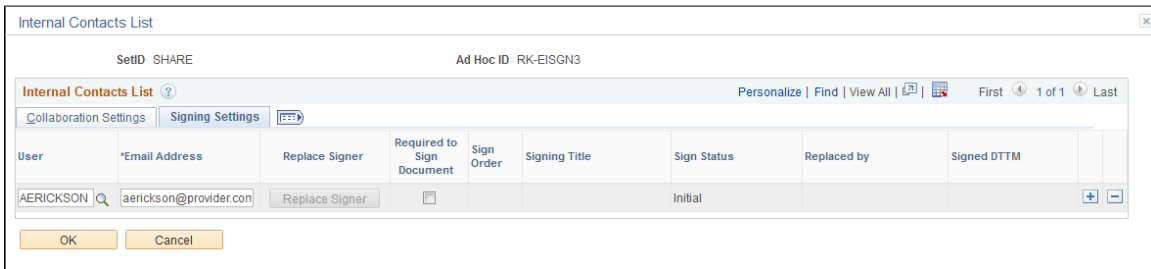 Internal Contacts List
SetID SHARE Ad Hoc ID RK-EISGN3
Internal Contacts List ? Personalize | Find | View All | First 1 of 1 Last
Collaboration Settings Signing Settings
User *Email Address Replace Signer Required to Sign Document Sign Order Signing Title Sign Status Replaced by Signed DTTM
AERICKSON aerickson@provider.com Replace Signer Initial
OK Cancel